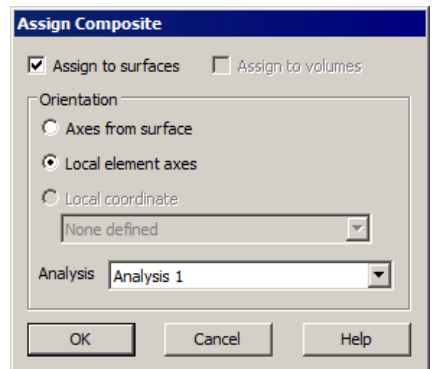 Assign Composite
Assign to surfaces Assign to volumes
Orientation
Axes from surface
Local element axes
Local coordinate
None defined
Analysis Analysis 1
OK Cancel Help